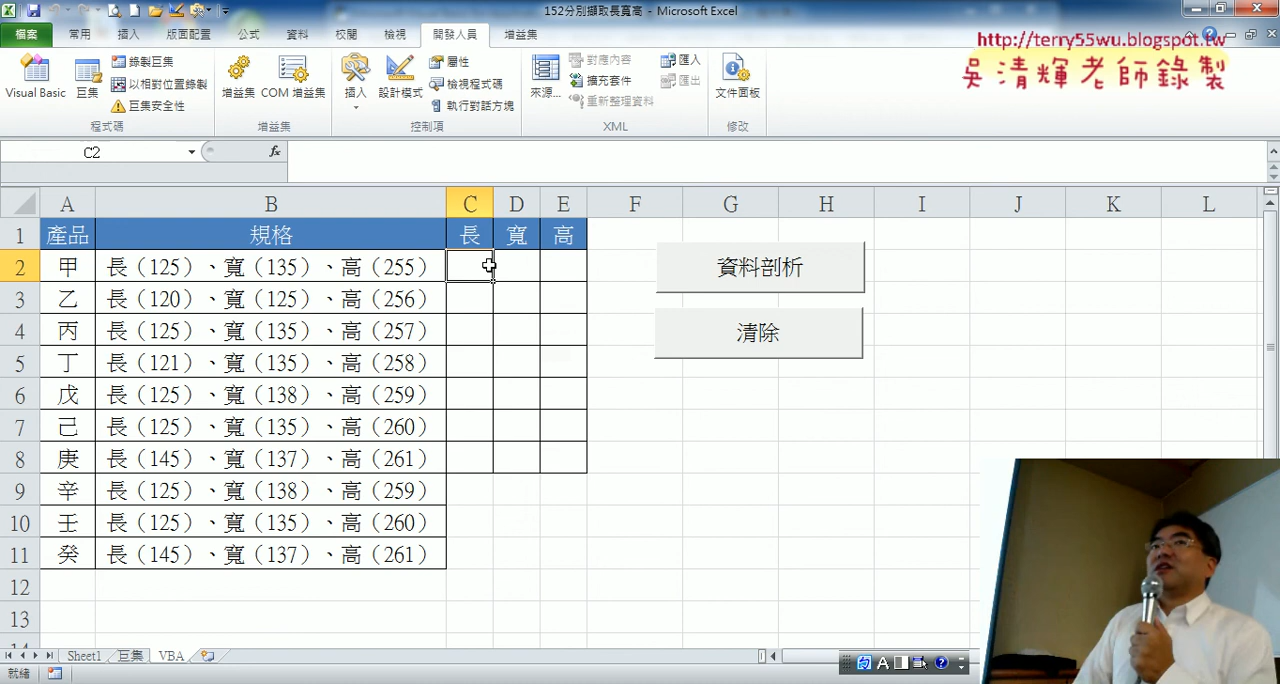 152分別擷取長寬高 - Microsoft Excel
檔案 常用 插入 版面配置 公式 資料 校閱 檢視 開發人員 增益集
http://terry55wu.blogspot.tw
吳清輝老師錄製
Visual Basic 巨集 錄製巨集 以相對位置錄製 巨集安全性 增益集 COM 增益集 插入 設計模式 屬性 檢視程式碼 執行對話方塊 來源... 對應內容 擴充套件 重新整理資料 匯入 匯出 文件面板
程式碼 增益集 控制項 XML 修改
C2 fx
A B C D E F G H I J K L
1 產品 規格 長 寬 高
2 甲 長（125）、寬（135）、高（255）
3 乙 長（120）、寬（125）、高（256）
4 丙 長（125）、寬（135）、高（257）
5 丁 長（121）、寬（135）、高（258）
6 戊 長（125）、寬（138）、高（259）
7 己 長（125）、寬（135）、高（260）
8 庚 長（145）、寬（137）、高（261）
9 辛 長（125）、寬（138）、高（259）
10 壬 長（125）、寬（135）、高（260）
11 癸 長（145）、寬（137）、高（261）
12
13
資料剖析
清除
Sheet1 巨集 VBA
就緒